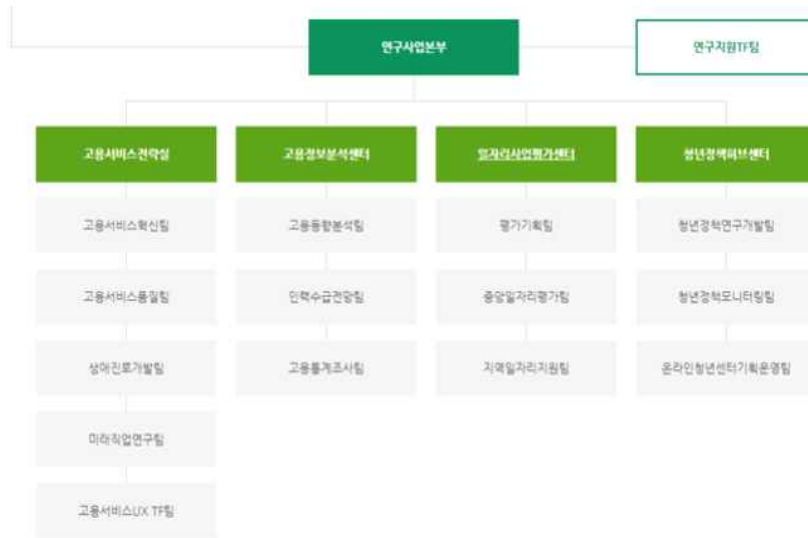 연구사업본부
연구지원TF팀
고용서비스전략실
고용정보분석센터
일자리사업평가센터
청년정책허브센터
고용서비스혁신팀
고용동향분석팀
평가기획팀
청년정책연구개발팀
고용서비스품질팀
인력수급전망팀
중앙일자리평가팀
청년정책모니터링팀
생애진로개발팀
고용통계조사팀
지역일자리지원팀
온라인청년센터기획운영팀
미래직업연구팀
고용서비스UX TF팀